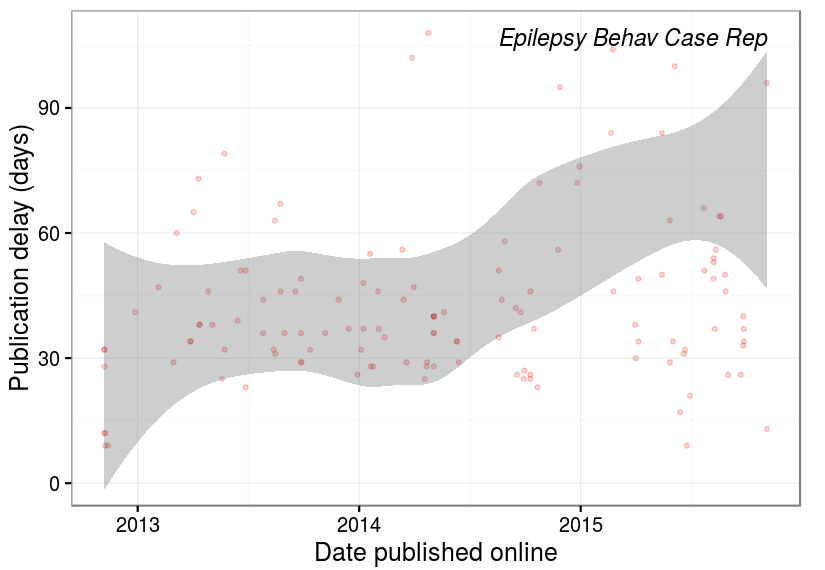 Epilepsy Behav Case Rep
Publication delay (days)
90
60
30
0
2013
2014
2015
Date published online